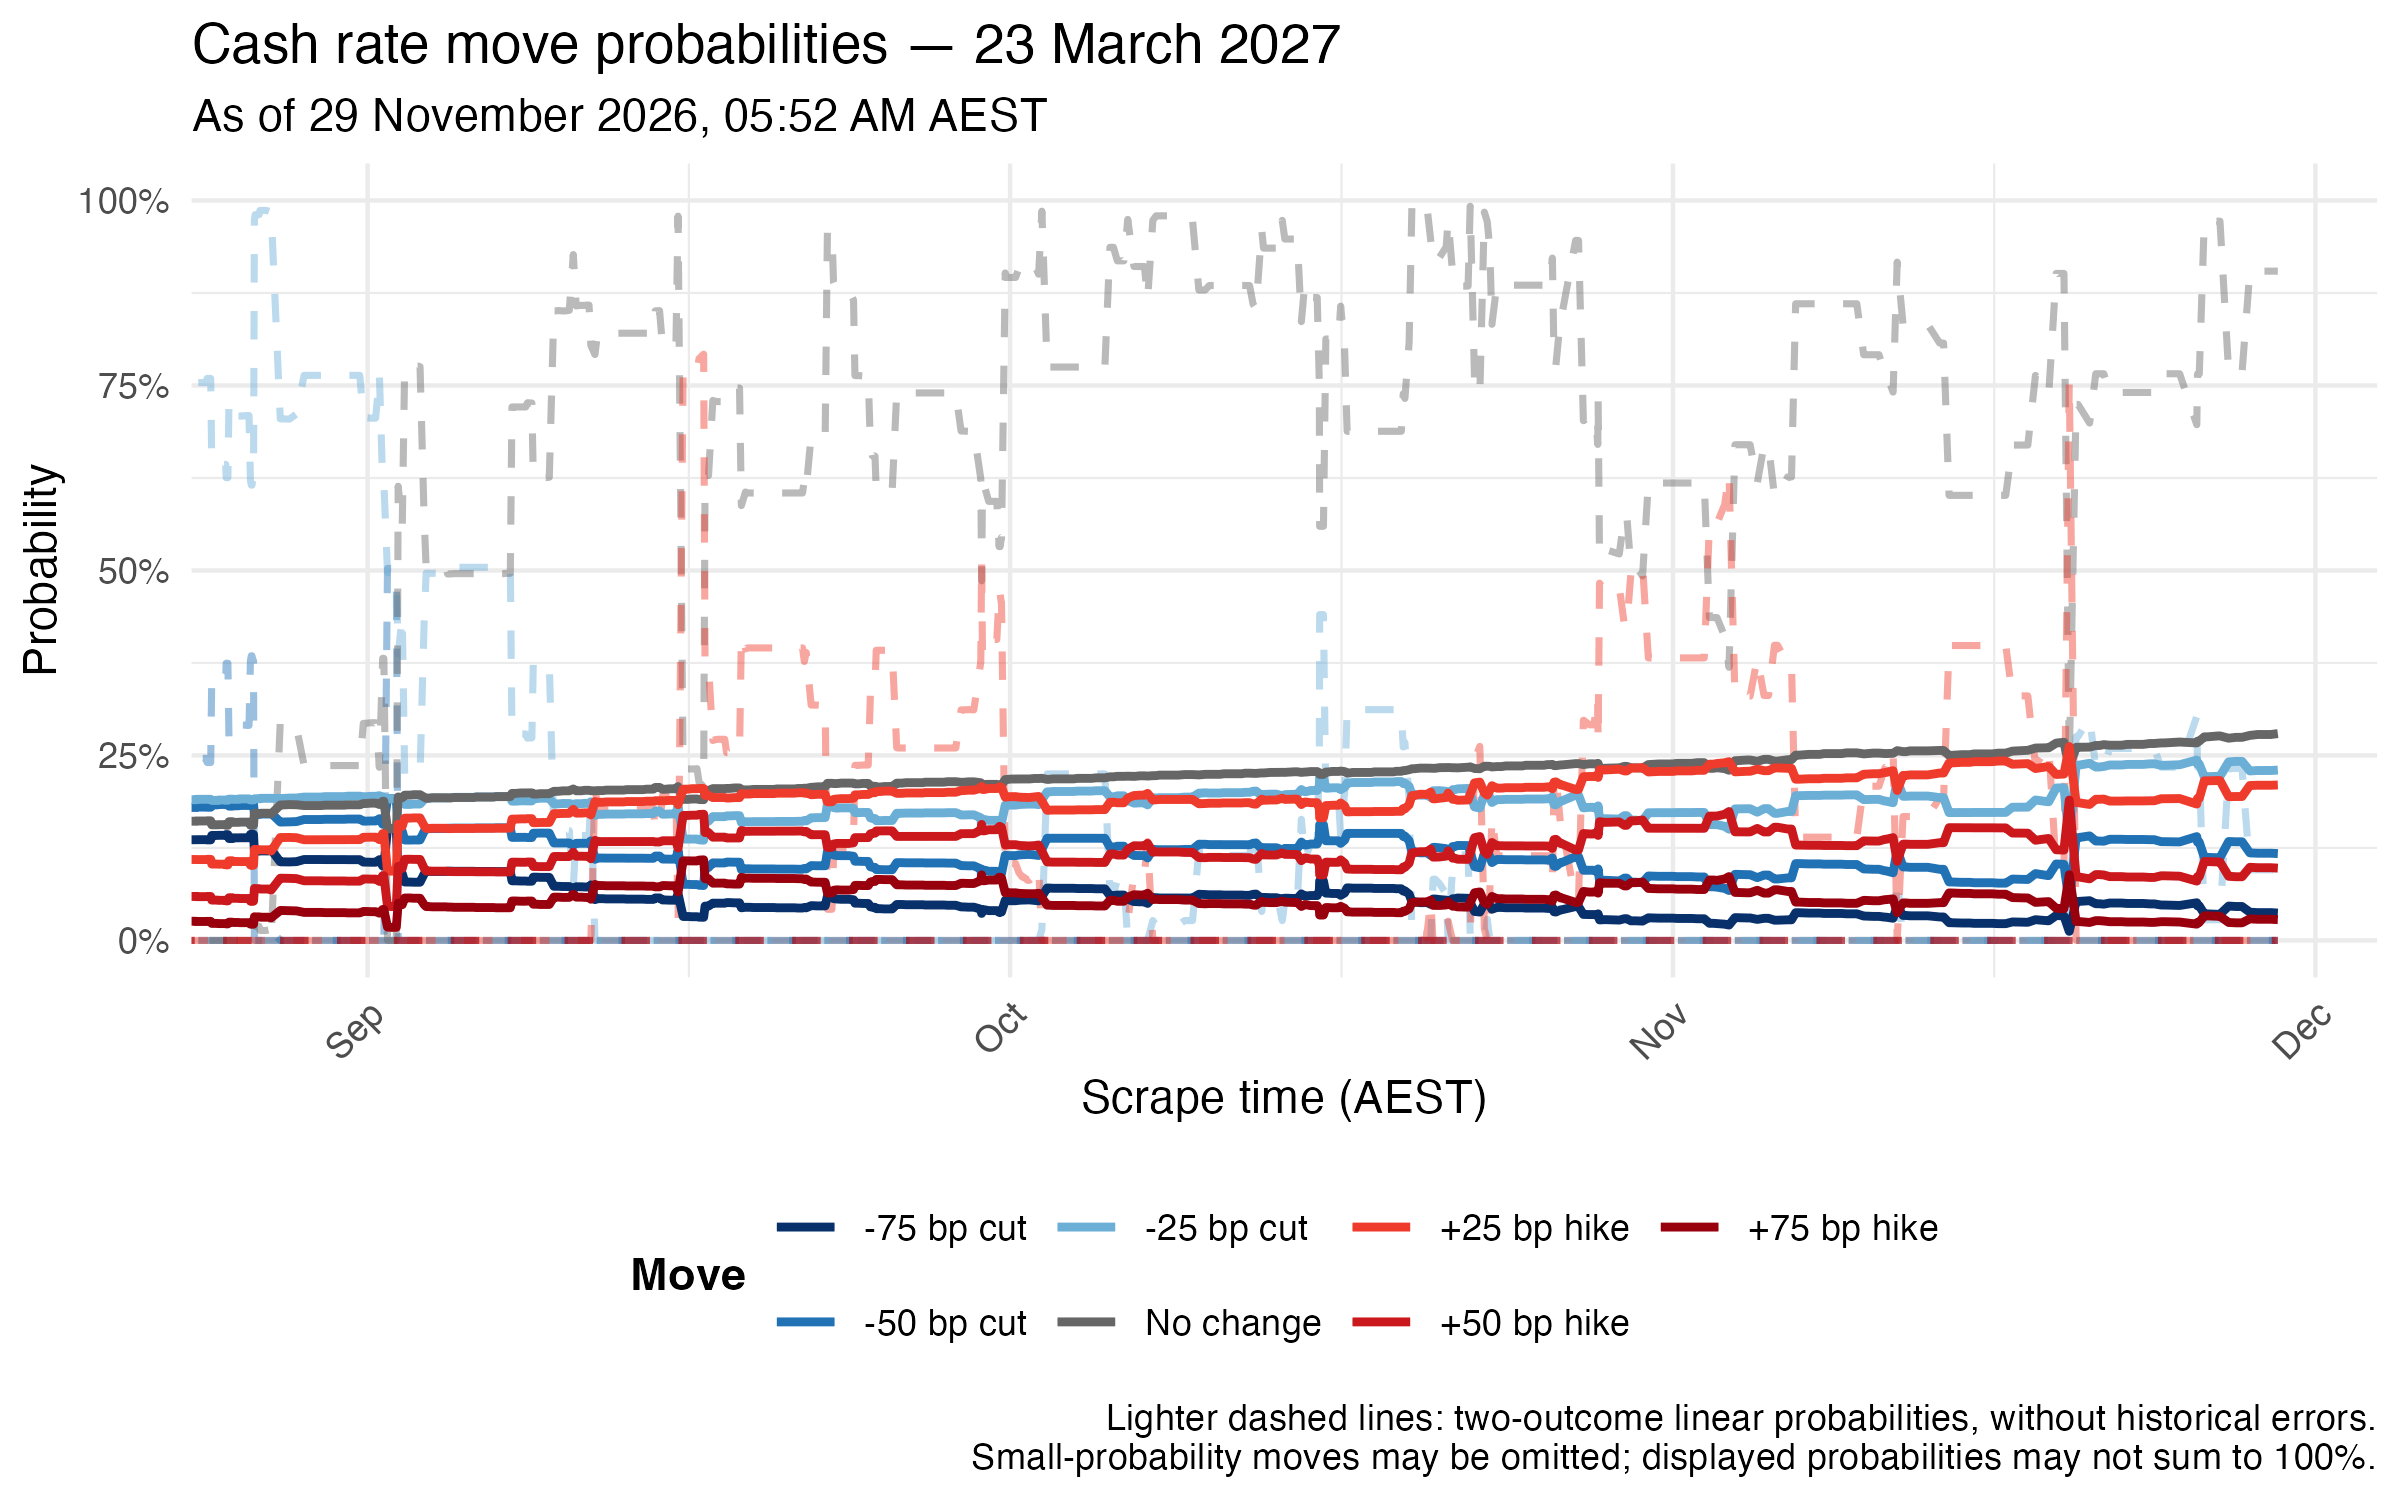 Cash rate move probabilities — 23 March 2027
As of 29 November 2026, 05:52 AM AEST
Probability
100%
75%
50%
25%
0%
Sep
Oct
Nov
Dec
Scrape time (AEST)
Move
-75 bp cut
-25 bp cut
+25 bp hike
+75 bp hike
-50 bp cut
No change
+50 bp hike
Lighter dashed lines: two-outcome linear probabilities, without historical errors.
Small-probability moves may be omitted; displayed probabilities may not sum to 100%.